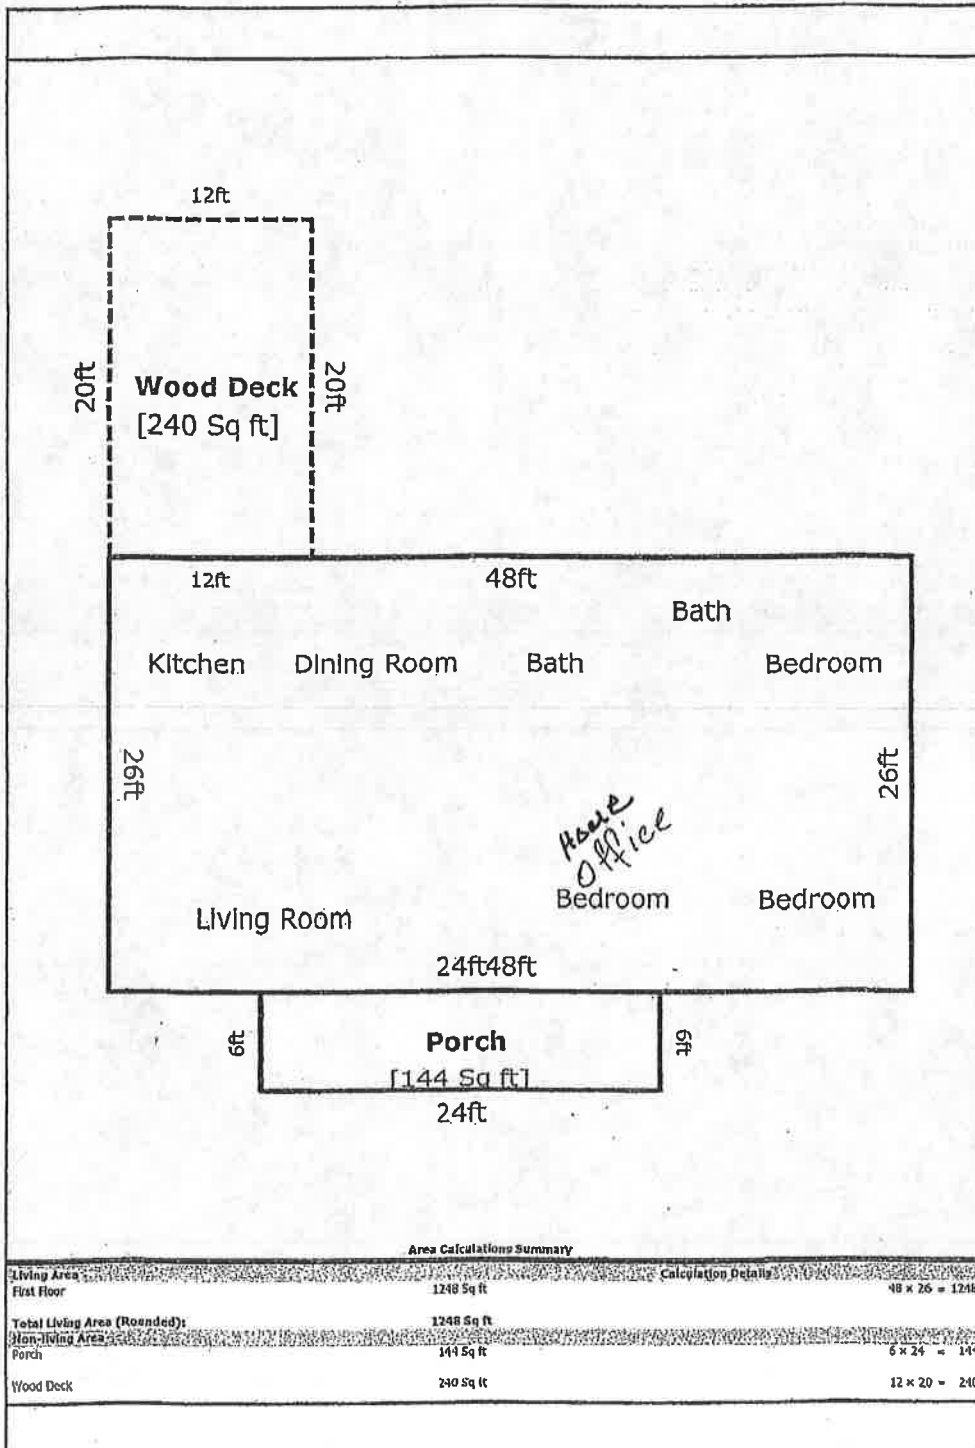 12ft
20ft
Wood Deck
20ft
[240 Sq ft]
12ft
48ft
Bath
Kitchen
Dining Room
Bath
Bedroom
26ft
26ft
Home
Office
Bedroom
Bedroom
Living Room
24ft48ft
6ft
Porch
6ft
[144 Sq ft]
24ft
Area Calculations Summary
Living Area Calculation Details
First Floor 1248 Sq ft 48 x 26 = 1248
Total Living Area (Rounded): 1248 Sq ft
Non-living Area
Porch 144 Sq ft 6 x 24 = 144
Wood Deck 240 Sq ft 12 x 20 = 240